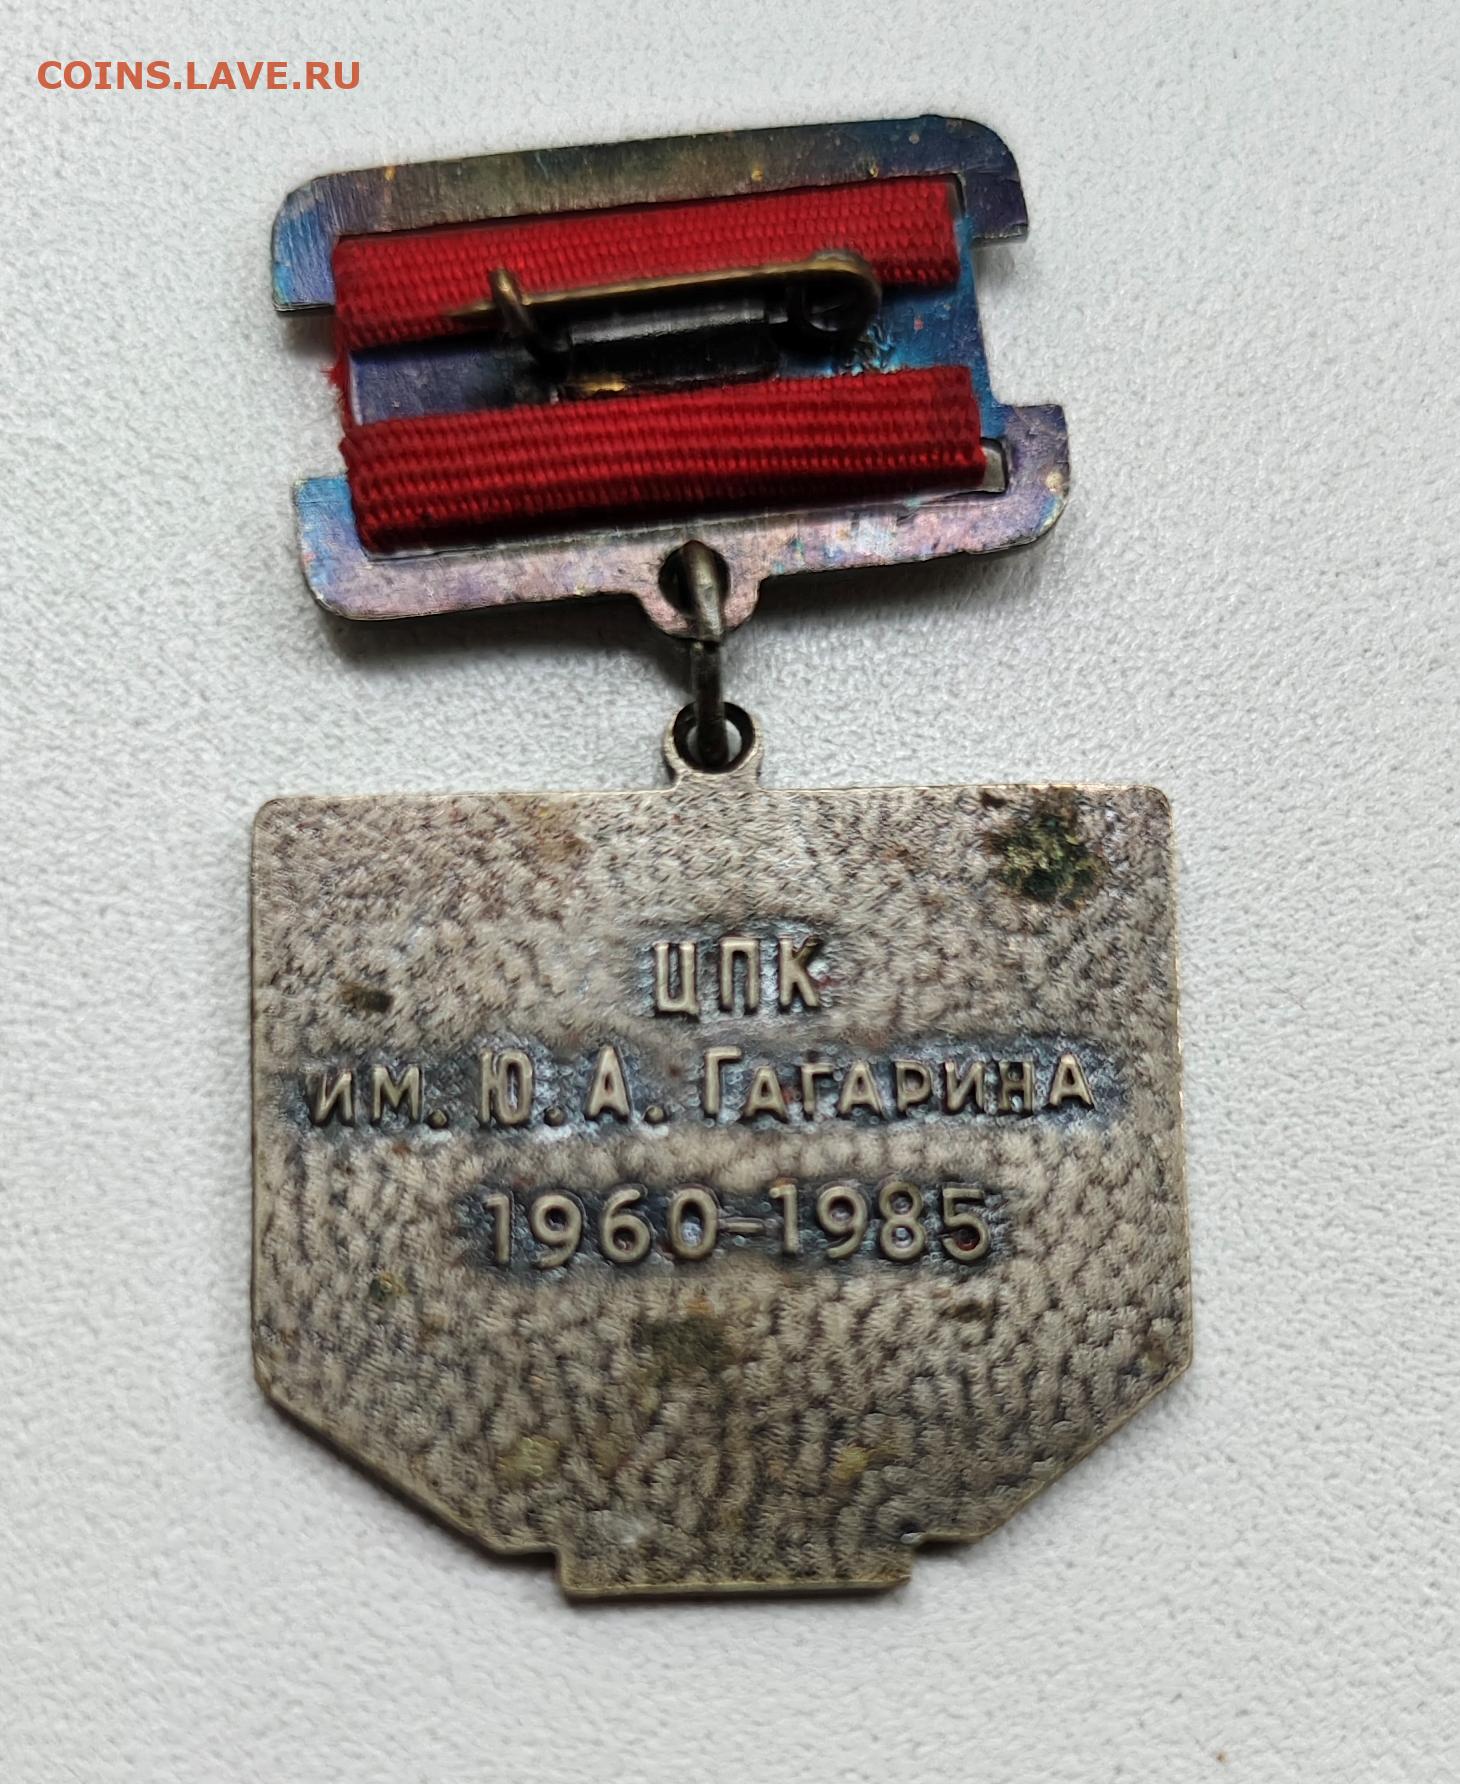 COINS.LAVE.RU
ЦПК
им. Ю. А. Гагарина
1960-1985